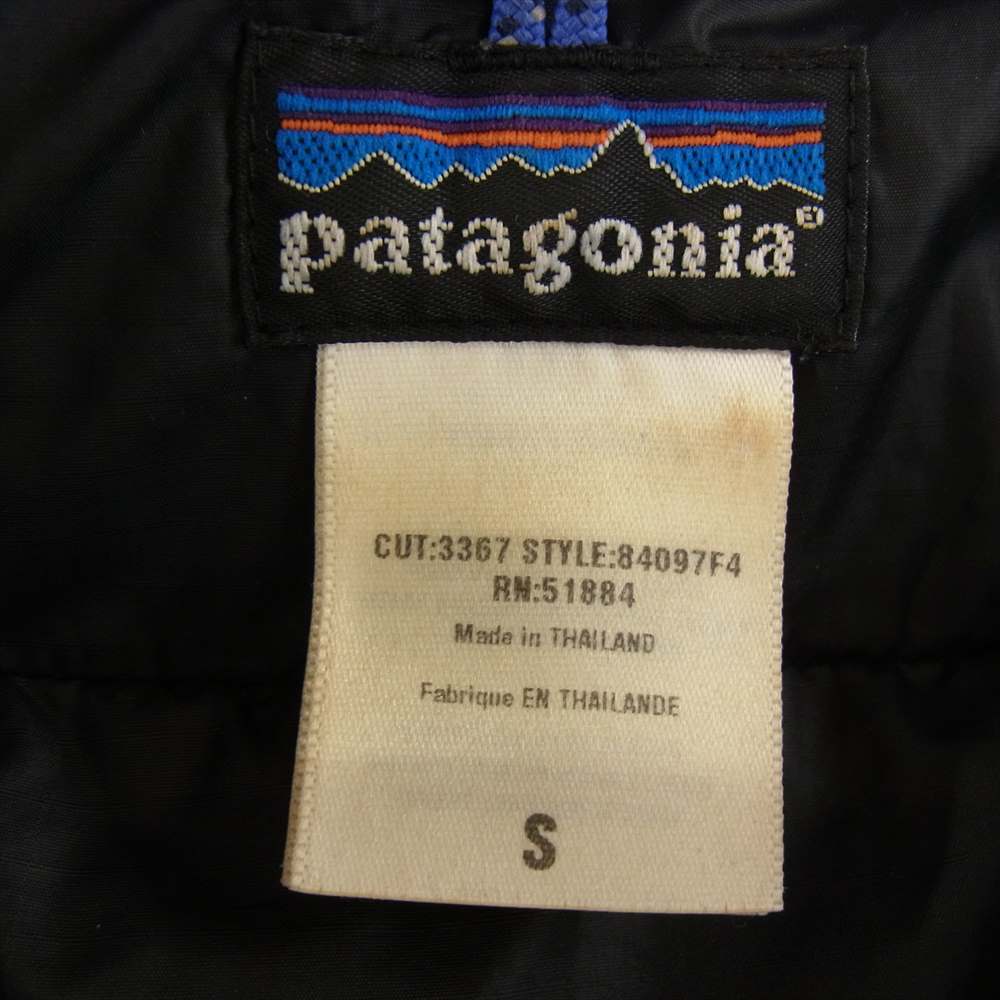 patagonia®
CUT:3367 STYLE:84097F4
RN:51884
Made in THAILAND
Fabrique EN THAILANDE
S